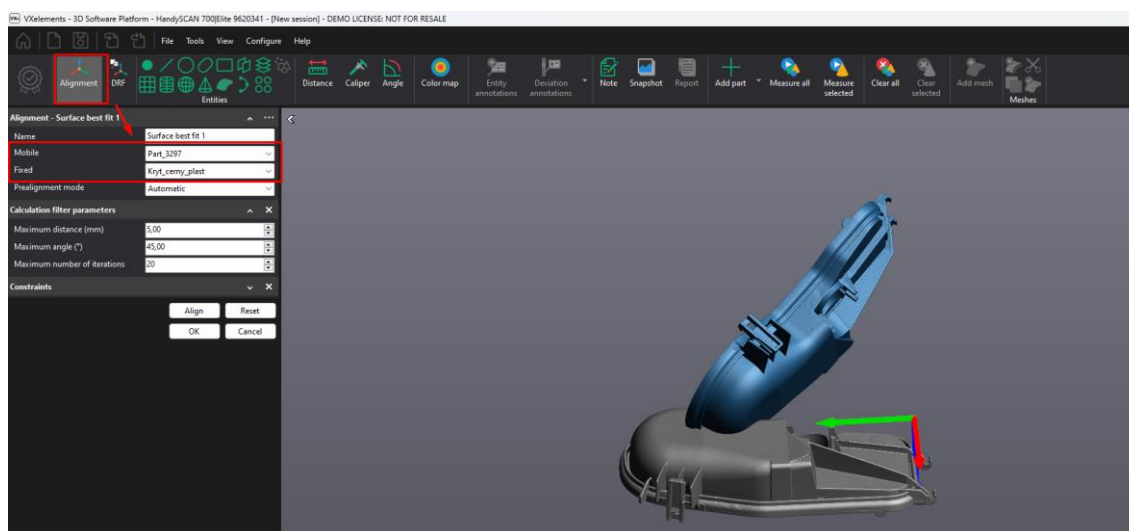 VXelements - 3D Software Platform - HandySCAN 700|Elite 9620341 - [New session] - DEMO LICENSE: NOT FOR RESALE
File Tools View Configure Help
Alignment DRF Entities Distance Caliper Angle Color map Entity annotations Deviation annotations Note Snapshot Report Add part Measure all Measure selected Clear all Clear selected Add mesh Meshes
Alignment - Surface best fit 1
Name Surface best fit 1
Mobile Part_3297
Fixed Kryt_cerny_plast
Prealignment mode Automatic
Calculation filter parameters
Maximum distance (mm) 5,00
Maximum angle (°) 45,00
Maximum number of iterations 20
Constraints
Align Reset
OK Cancel